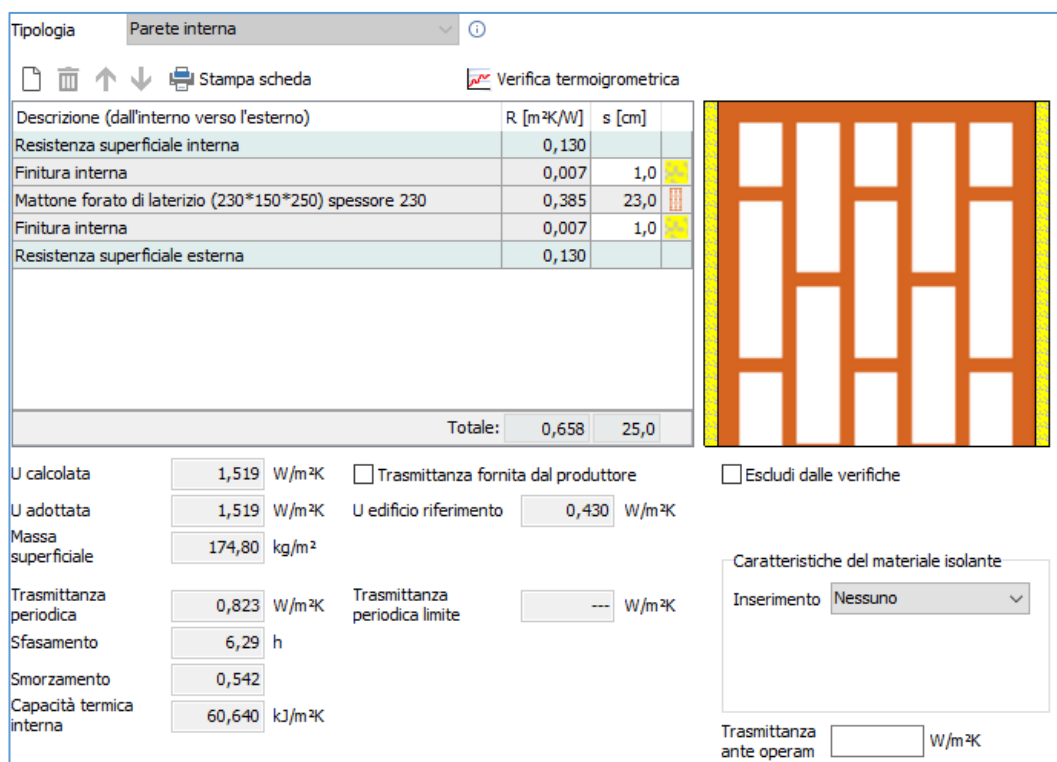 Tipologia Parete interna
Stampa scheda Verifica termoigrometrica
Descrizione (dall'interno verso l'esterno) R [m²K/W] s [cm]
Resistenza superficiale interna 0,130
Finitura interna 0,007 1,0
Mattone forato di laterizio (230*150*250) spessore 230 0,385 23,0
Finitura interna 0,007 1,0
Resistenza superficiale esterna 0,130
Totale: 0,658 25,0
U calcolata 1,519 W/m²K Trasmittanza fornita dal produttore Escludi dalle verifiche
U adottata 1,519 W/m²K U edificio riferimento 0,430 W/m²K
Massa
superficiale 174,80 kg/m²
Caratteristiche del materiale isolante
Inserimento Nessuno
Trasmittanza
periodica 0,823 W/m²K
Trasmittanza
periodica limite --- W/m²K
Sfasamento 6,29 h
Smorzamento 0,542
Capacità termica
interna 60,640 kJ/m²K
Trasmittanza
ante operam W/m²K